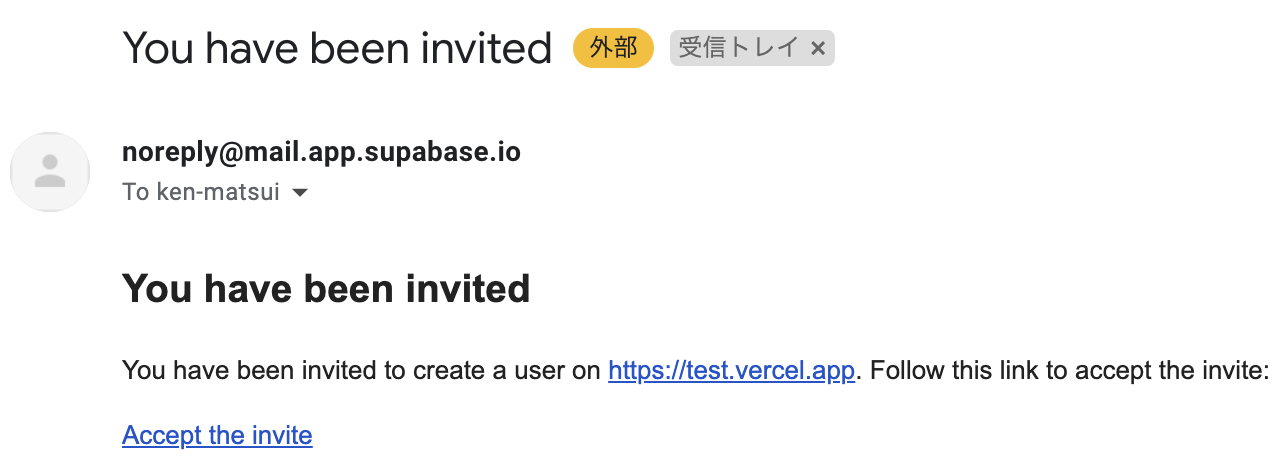 You have been invited 外部 受信トレイ ×
noreply@mail.app.supabase.io
To ken-matsui
You have been invited
You have been invited to create a user on https://test.vercel.app. Follow this link to accept the invite:
Accept the invite